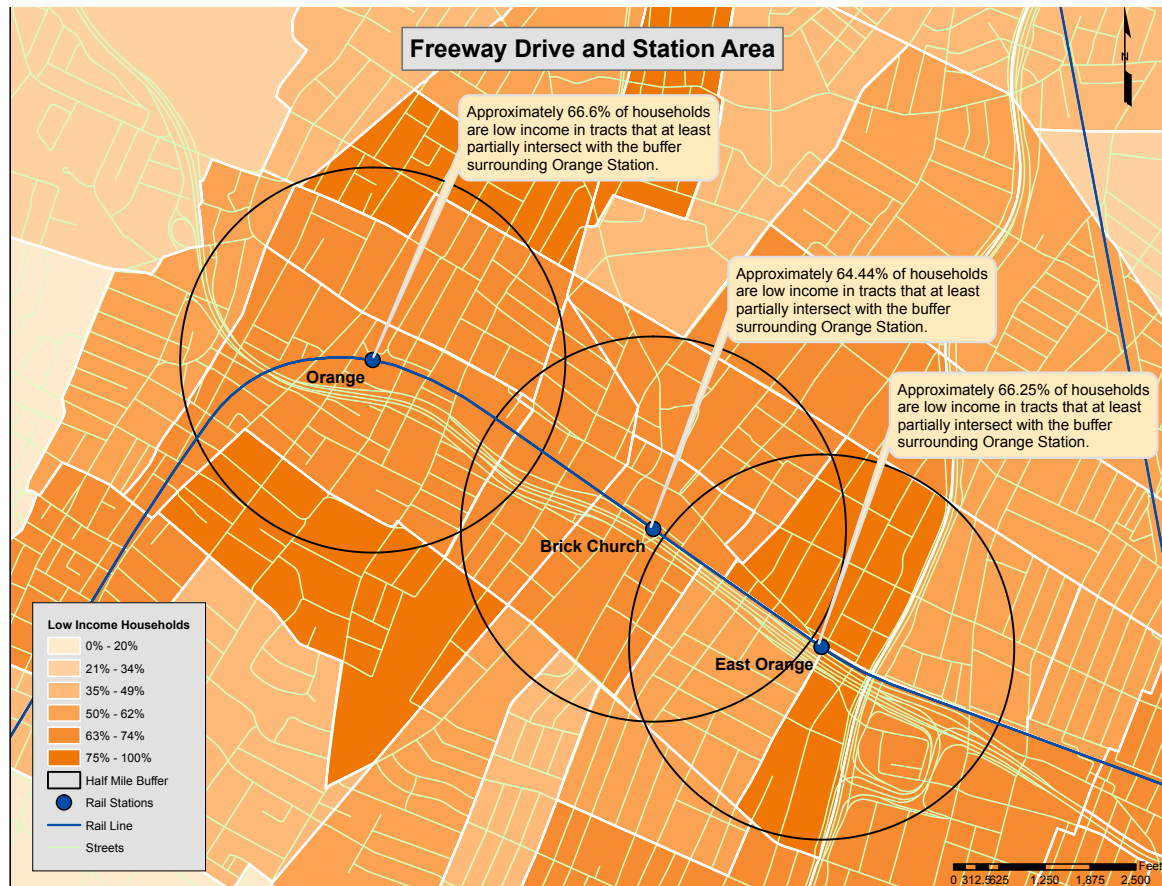 Freeway Drive and Station Area
N
Approximately 66.6% of households
are low income in tracts that at least
partially intersect with the buffer
surrounding Orange Station.
Approximately 64.44% of households
are low income in tracts that at least
partially intersect with the buffer
surrounding Orange Station.
Approximately 66.25% of households
are low income in tracts that at least
partially intersect with the buffer
surrounding Orange Station.
Orange
Brick Church
East Orange
Low Income Households
0% - 20%
21% - 34%
35% - 49%
50% - 62%
63% - 74%
75% - 100%
Half Mile Buffer
Rail Stations
Rail Line
Streets
Feet
0 312.5 625 1,250 1,875 2,500